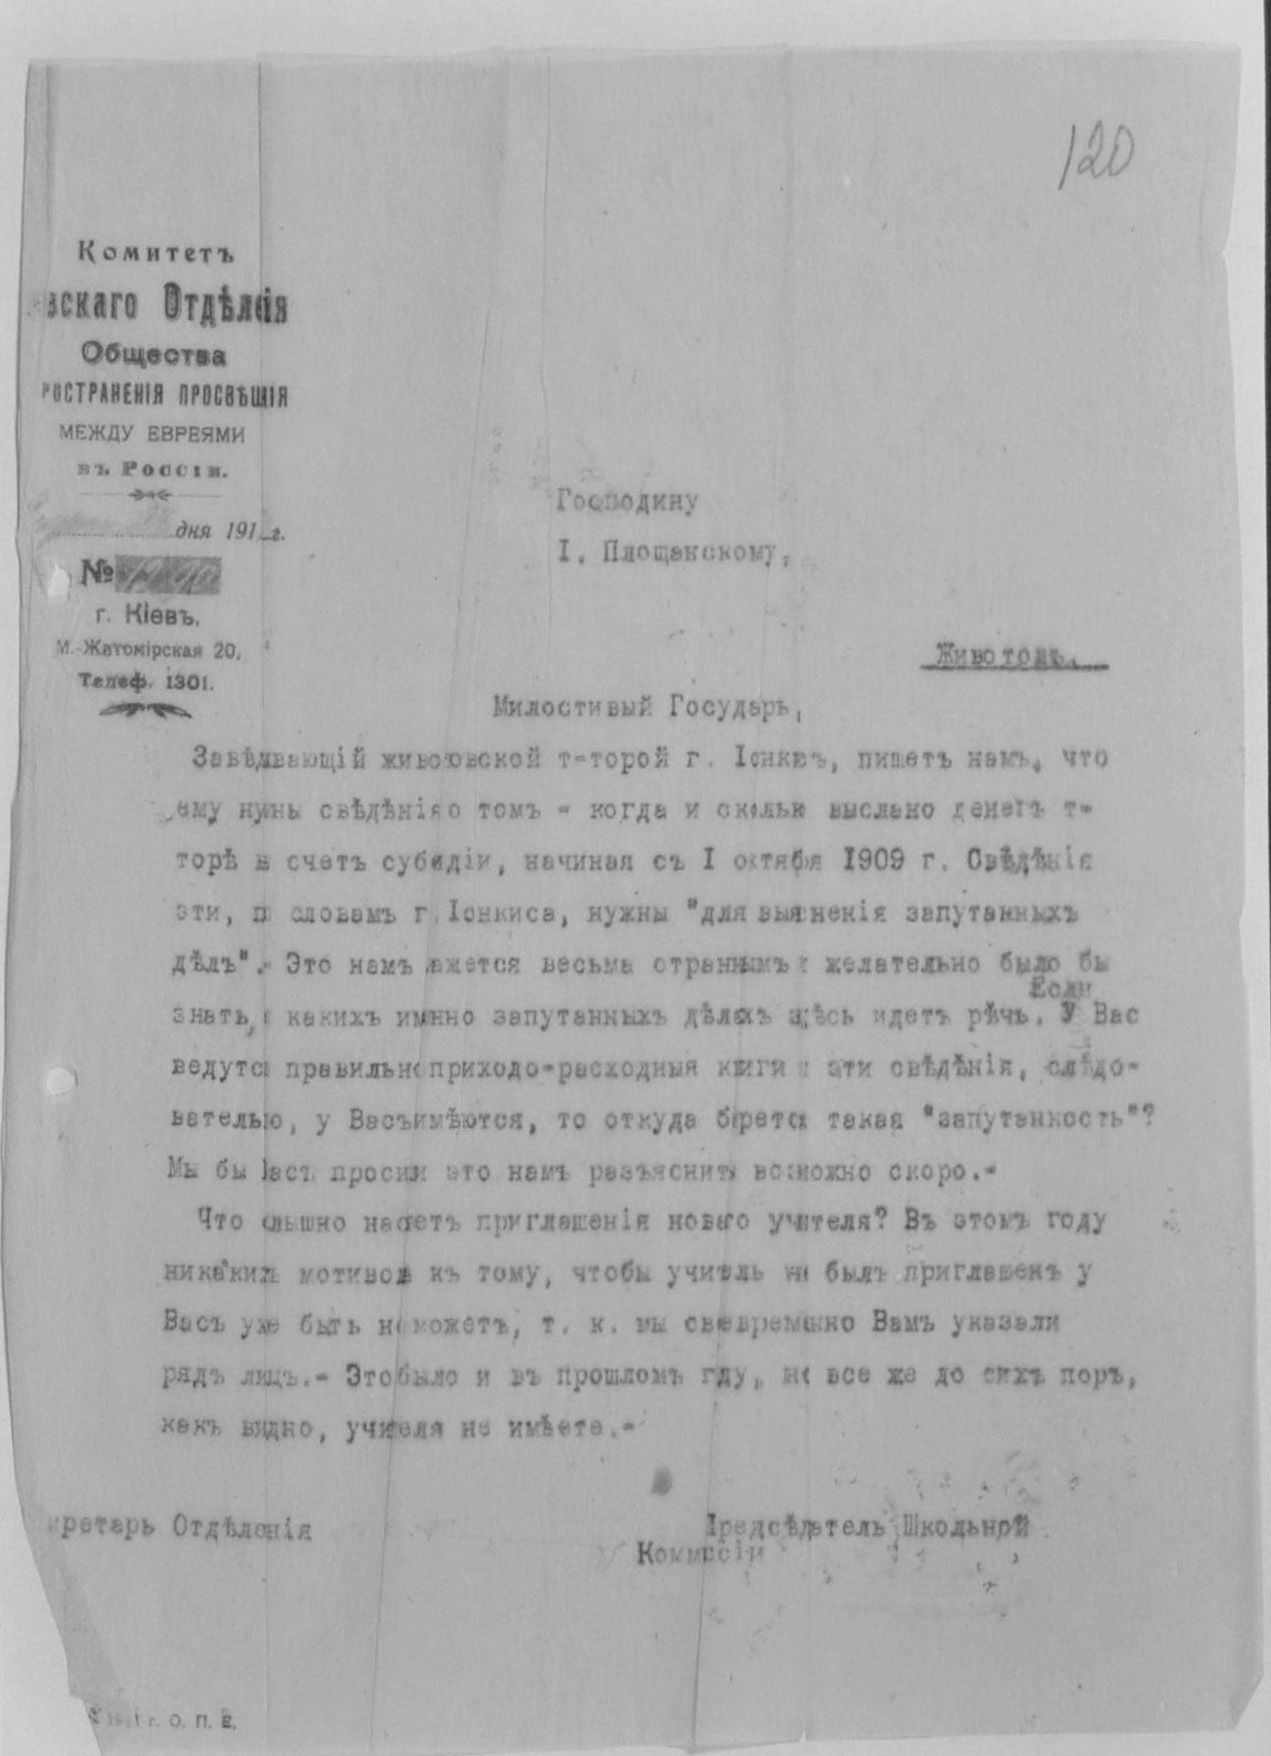 120
Комитетъ
вскаго Отдѣленія
Общества
РОСТРАНЕНІЯ ПРОСВѢЩЕНІЯ
МЕЖДУ ЕВРЕЯМИ
въ Россіи.
дня 191 г.
№
г. Кіевъ.
М.-Житомірская 20,
Телеф. 1301.
Господину
І. Площанскому,
Животовъ.
Милостивый Государь,
Завѣдывающій животовской т-торой г. Іонкисъ, пишетъ намъ, что
ему нужны свѣдѣнія о томъ - когда и сколько выслано денегъ т-
торѣ въ счетъ субсидіи, начиная съ I октября I909 г. Свѣдѣнія
эти, по словамъ г. Іонкиса, нужны "для выясненія запутанныхъ
дѣлъ".- Это намъ кажется весьма страннымъ и желательно было бы
знать, о какихъ именно запутанныхъ дѣлахъ здѣсь идетъ рѣчь. Если У Вас
ведутся правильно приходо-расходныя книги и эти свѣдѣнія, слѣдо-
вательно, у Васъ имѣются, то откуда берется такая "запутанность"?
Мы бы Васъ просили это намъ разъяснить возможно скоро.-
Что слышно насчетъ приглашенія новаго учителя? Въ этомъ году
никакихъ мотивовъ къ тому, чтобы учитель не былъ приглашенъ у
Васъ уже быть не можетъ, т. к. мы своевременно Вамъ указали
рядъ лицъ.- Это было и въ прошломъ году, но все же до сихъ поръ,
какъ видно, учителя не имѣете.-
кретарь Отдѣленія
Предсѣдатель Школьной
Коммиссіи
г. О. П. Е.